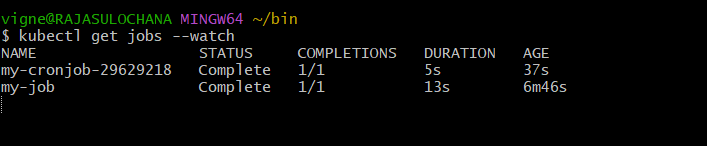 vigne@RAJASULOCHANA MINGW64 ~/bin
$ kubectl get jobs --watch
NAME STATUS COMPLETIONS DURATION AGE
my-cronjob-29629218 Complete 1/1 5s 37s
my-job Complete 1/1 13s 6m46s